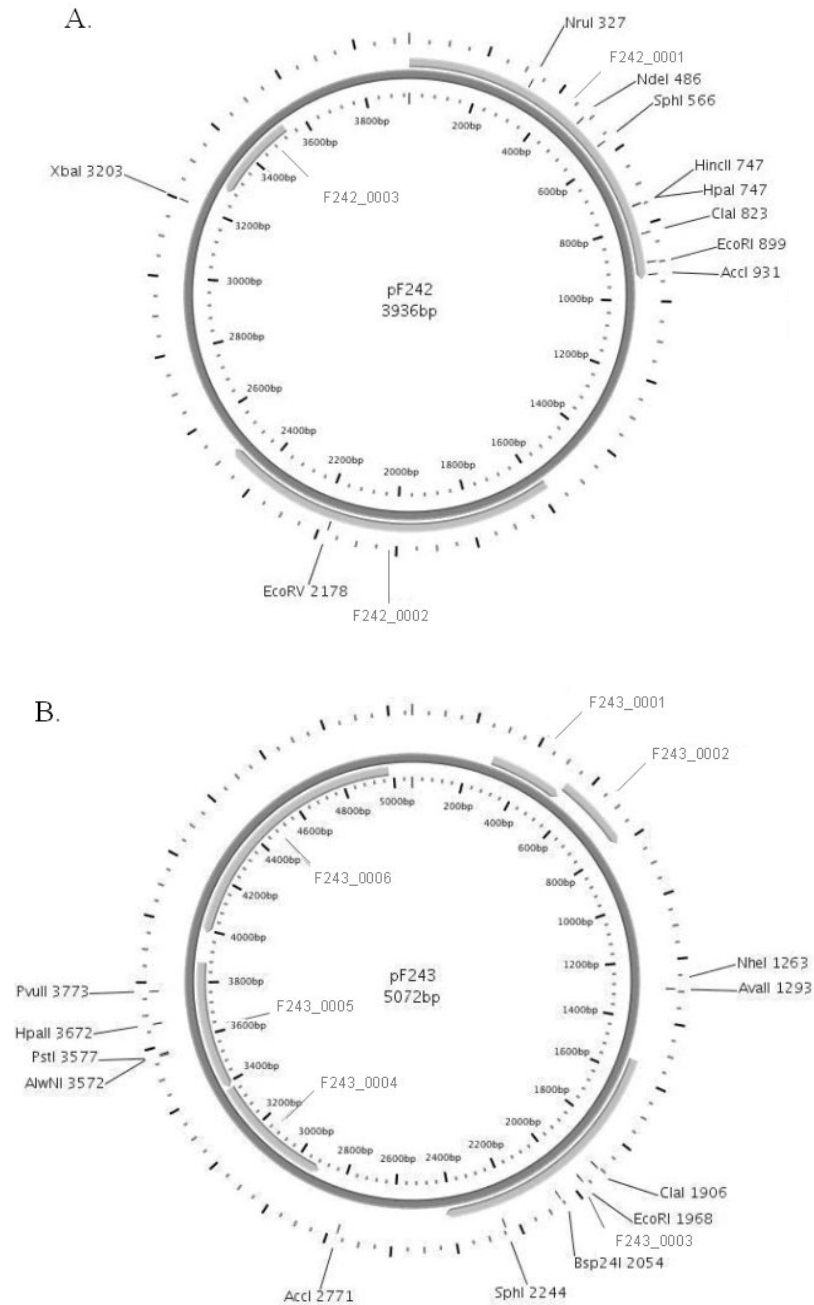 A.
NruI 327
F242_0001
NdeI 486
SphI 566
HincII 747
HpaI 747
ClaI 823
EcoRI 899
AccI 931
XbaI 3203
F242_0003
EcoRV 2178
F242_0002
pF242
3936bp
200bp
400bp
600bp
800bp
1000bp
1200bp
1400bp
1600bp
1800bp
2000bp
2200bp
2400bp
2600bp
2800bp
3000bp
3200bp
3400bp
3600bp
3800bp
B.
F243_0001
F243_0002
NheI 1263
AvaII 1293
ClaI 1906
EcoRI 1968
F243_0003
Bsp24I 2054
SphI 2244
AccI 2771
AlwNI 3572
PstI 3577
HpaII 3672
PvuII 3773
F243_0006
F243_0005
F243_0004
pF243
5072bp
200bp
400bp
600bp
800bp
1000bp
1200bp
1400bp
1600bp
1800bp
2000bp
2200bp
2400bp
2600bp
2800bp
3000bp
3200bp
3400bp
3600bp
3800bp
4000bp
4200bp
4400bp
4600bp
4800bp
5000bp